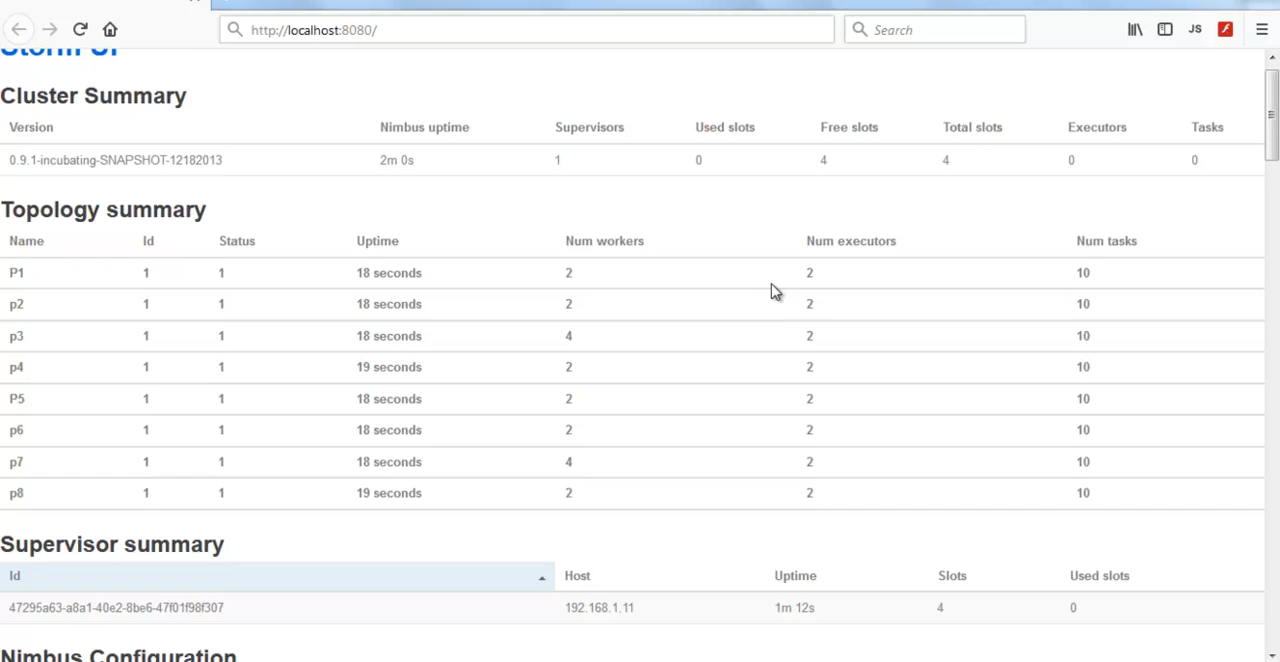 http://localhost:8080/
Search
JS
Storm UI
Cluster Summary
Version Nimbus uptime Supervisors Used slots Free slots Total slots Executors Tasks
0.9.1-incubating-SNAPSHOT-12182013 2m 0s 1 0 4 4 0 0
Topology summary
Name Id Status Uptime Num workers Num executors Num tasks
P1 1 1 18 seconds 2 2 10
p2 1 1 18 seconds 2 2 10
p3 1 1 18 seconds 4 2 10
p4 1 1 19 seconds 2 2 10
P5 1 1 18 seconds 2 2 10
p6 1 1 18 seconds 2 2 10
p7 1 1 18 seconds 4 2 10
p8 1 1 19 seconds 2 2 10
Supervisor summary
Id Host Uptime Slots Used slots
47295a63-a8a1-40e2-8be6-47f01f98f307 192.168.1.11 1m 12s 4 0
Nimbus Configuration